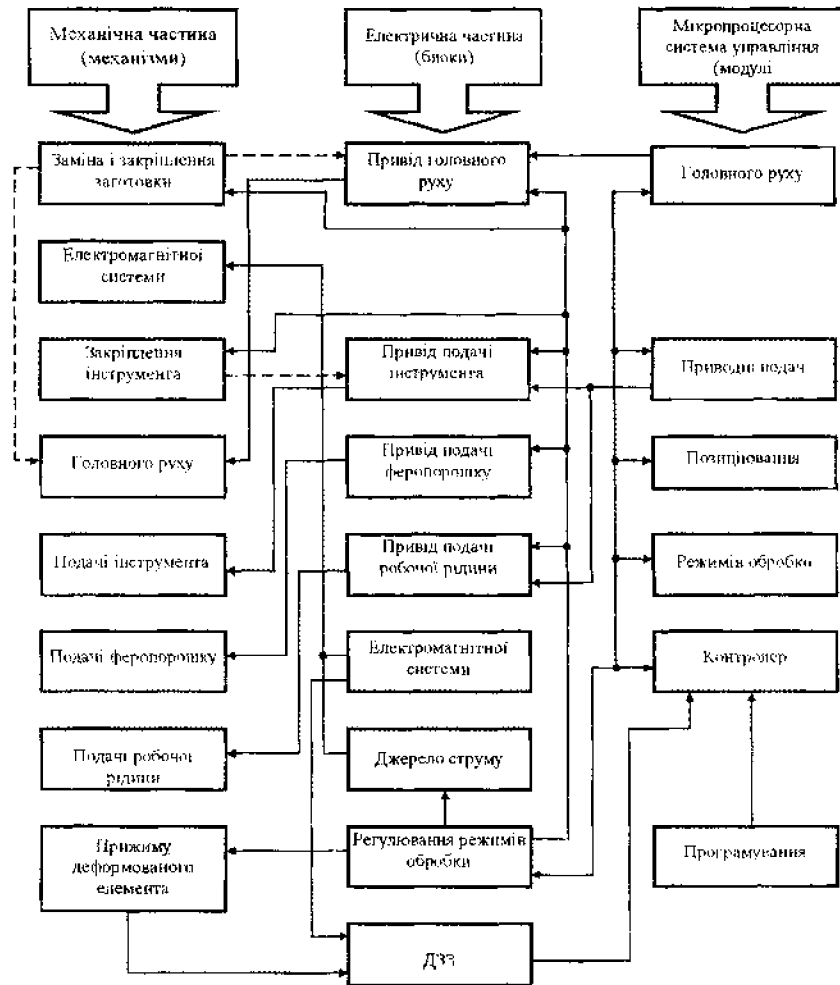 Механічна частина
(механізми)
Електрична частина
(блоки)
Мікропроцесорна
система управління
(модулі
Заміна і закріплення
заготовки
Привід головного
руху
Головного руху
Електромагнітної
системи
Закріплення
інструмента
Привід подачі
інструмента
Приводні подач
Головного руху
Привід подачі
феропорошку
Позиціювання
Подачі інструмента
Привід подачі
робочої рідини
Режимів обробко
Подачі феропорошку
Електромагнітної
системи
Контролер
Подачі робочої
рідини
Джерело струму
Прижиму
деформованого
елемента
Регулювання режимів
обробки
Програмування
ДЗЗ